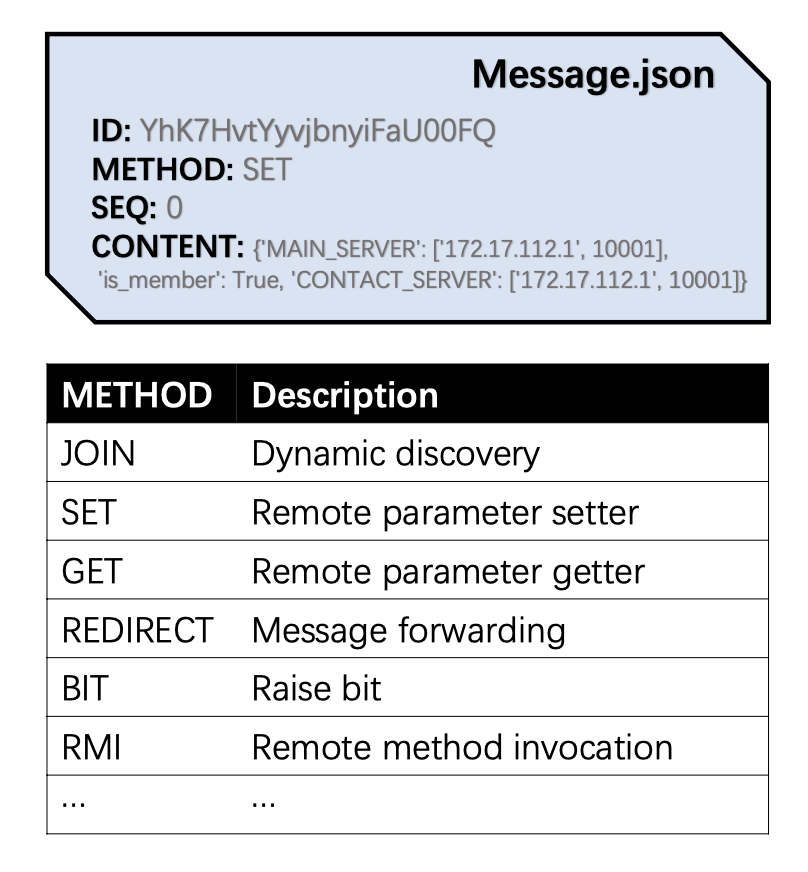 Message.json
ID: YhK7HvtYyvjbnyiFaU00FQ
METHOD: SET
SEQ: 0
CONTENT: {'MAIN_SERVER': ['172.17.112.1', 10001],
'is_member': True, 'CONTACT_SERVER': ['172.17.112.1', 10001]}
METHOD Description
JOIN Dynamic discovery
SET Remote parameter setter
GET Remote parameter getter
REDIRECT Message forwarding
BIT Raise bit
RMI Remote method invocation
... ...